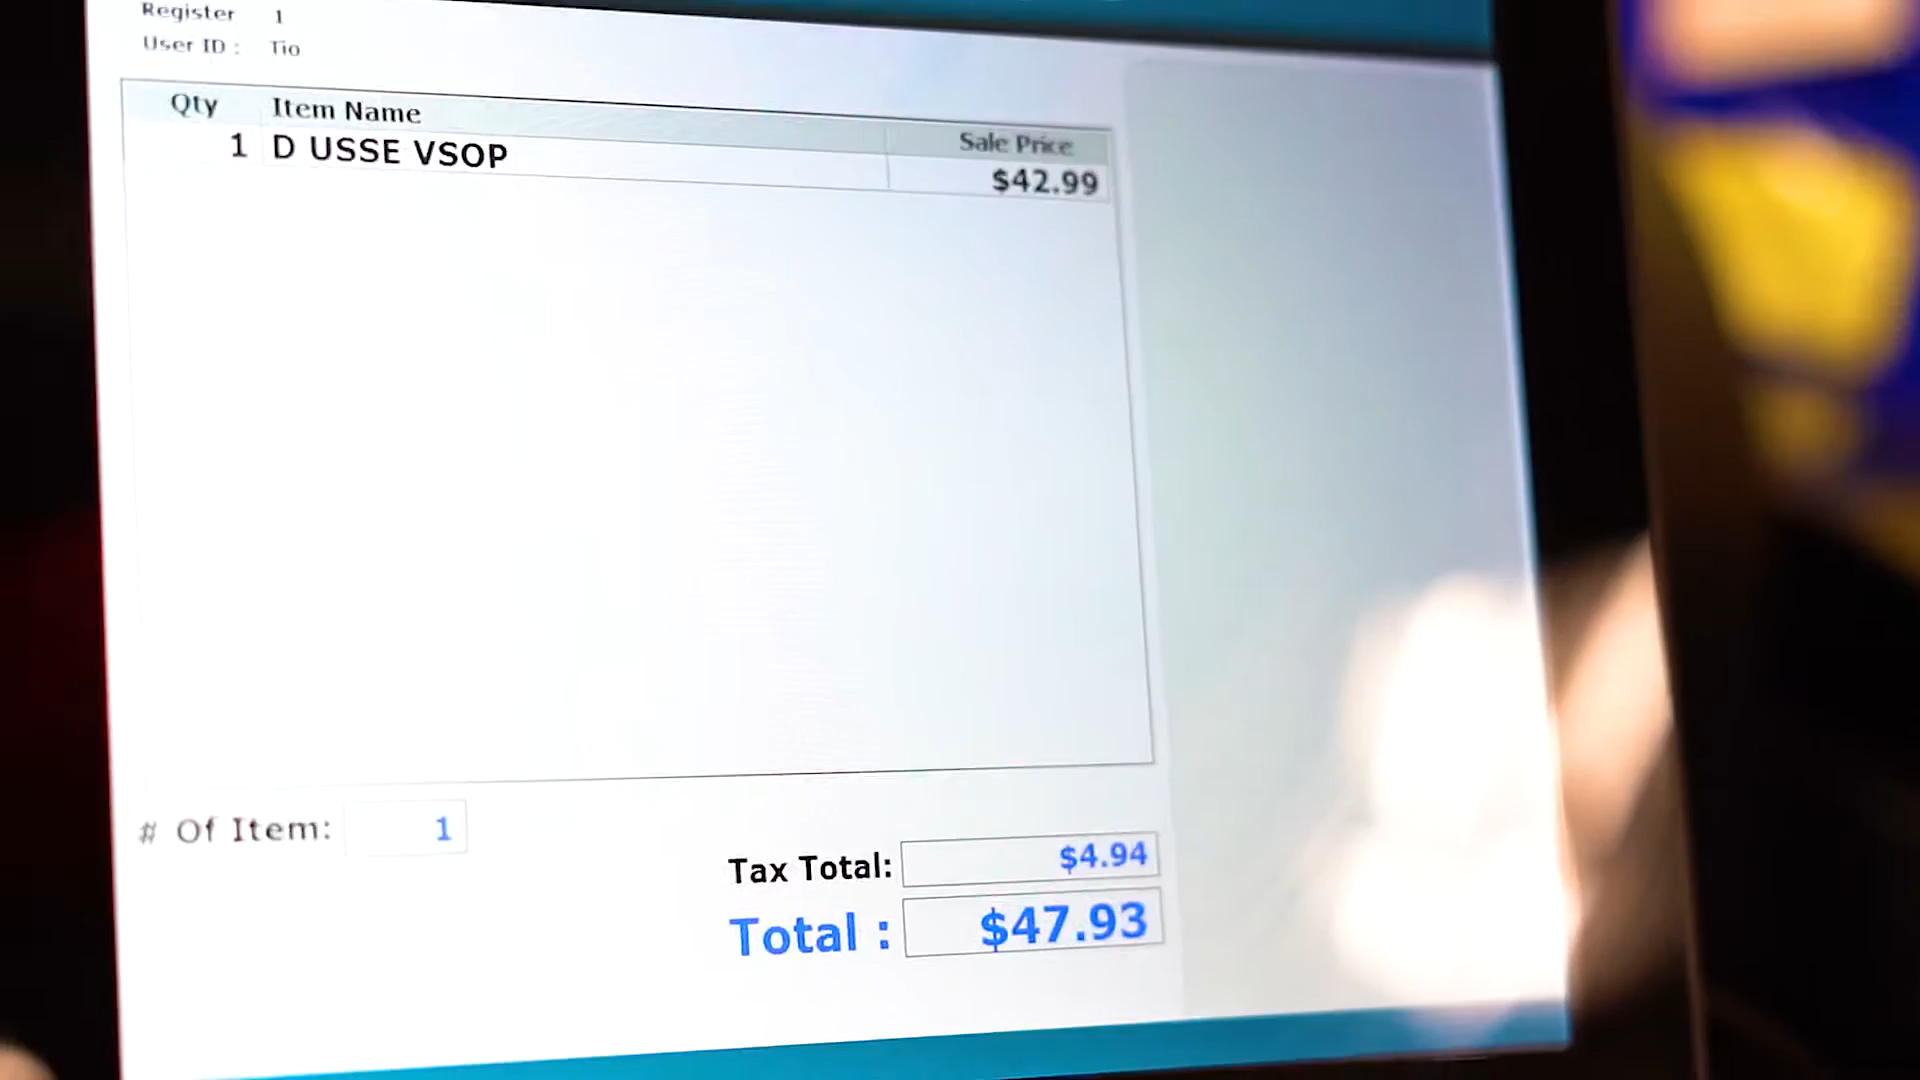 Register 1
User ID : Tio
Qty Item Name Sale Price
1 D USSE VSOP $42.99
# Of Item: 1
Tax Total: $4.94
Total : $47.93